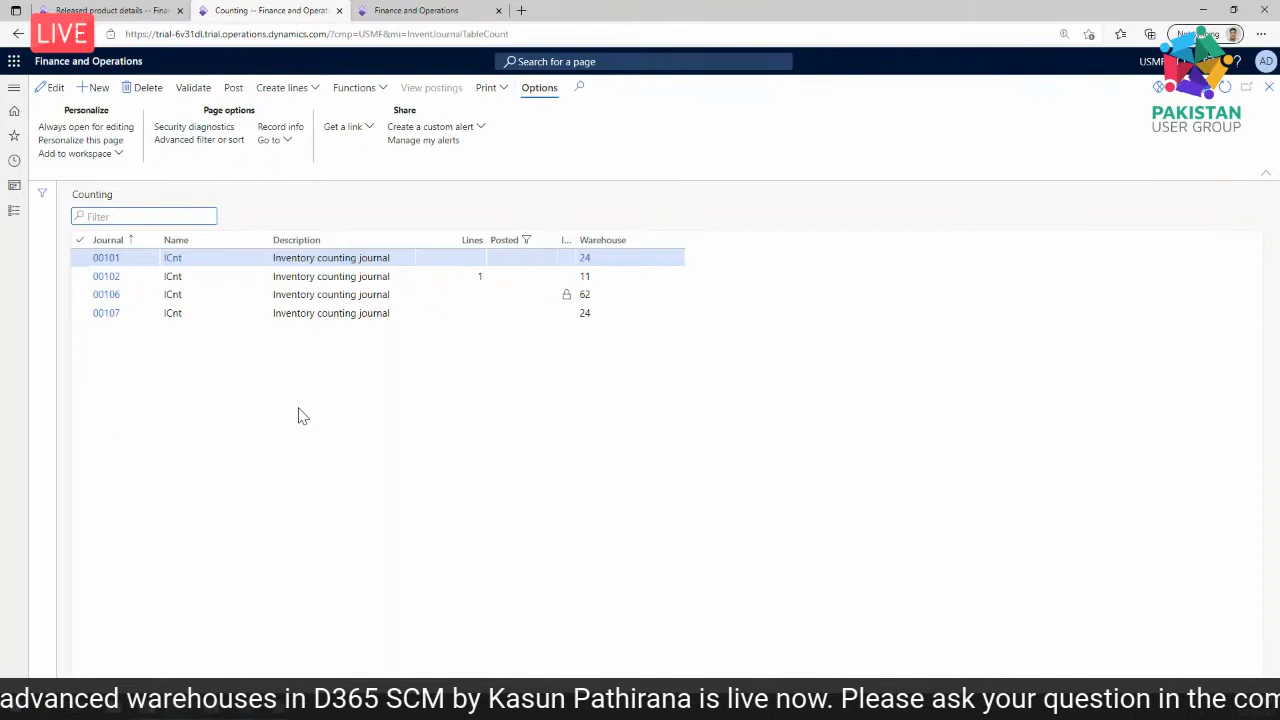 Released product details -- Fina
Counting -- Finance and Operati
Finance and Operations
LIVE
https://trial-6v31dl.trial.operations.dynamics.com/?cmp=USMF&mi=InventJournalTableCount
Finance and Operations
Search for a page
USMF
?
AD
Edit
New
Delete
Validate
Post
Create lines
Functions
View postings
Print
Options
Personalize
Always open for editing
Personalize this page
Add to workspace
Page options
Security diagnostics
Record info
Advanced filter or sort
Go to
Share
Get a link
Create a custom alert
Manage my alerts
PAKISTAN
USER GROUP
Counting
Filter
Journal Name Description Lines Posted I... Warehouse
00101 ICnt Inventory counting journal 24
00102 ICnt Inventory counting journal 1 11
00106 ICnt Inventory counting journal 62
00107 ICnt Inventory counting journal 24
advanced warehouses in D365 SCM by Kasun Pathirana is live now. Please ask your question in the con